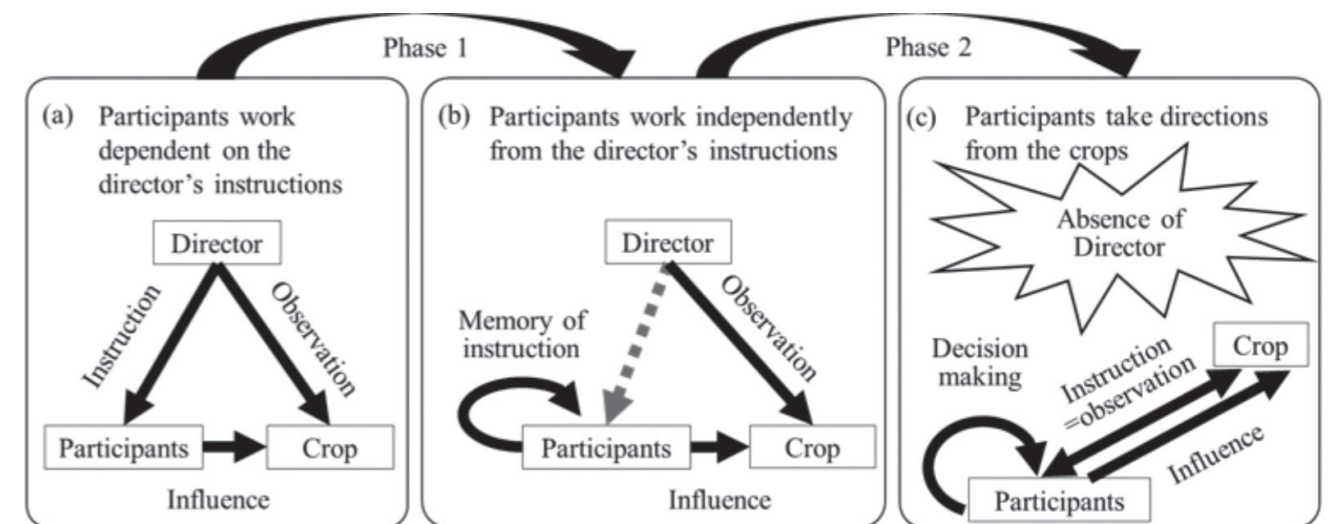 Phase 1
Phase 2
(a) Participants work
dependent on the
director's instructions
Director
Instruction
Observation
Participants
Crop
Influence
(b) Participants work independently
from the director's instructions
Director
Observation
Memory of
instruction
Participants
Crop
Influence
(c) Participants take directions
from the crops
Absence of
Director
Decision
making
Instruction
=observation
Crop
Influence
Participants